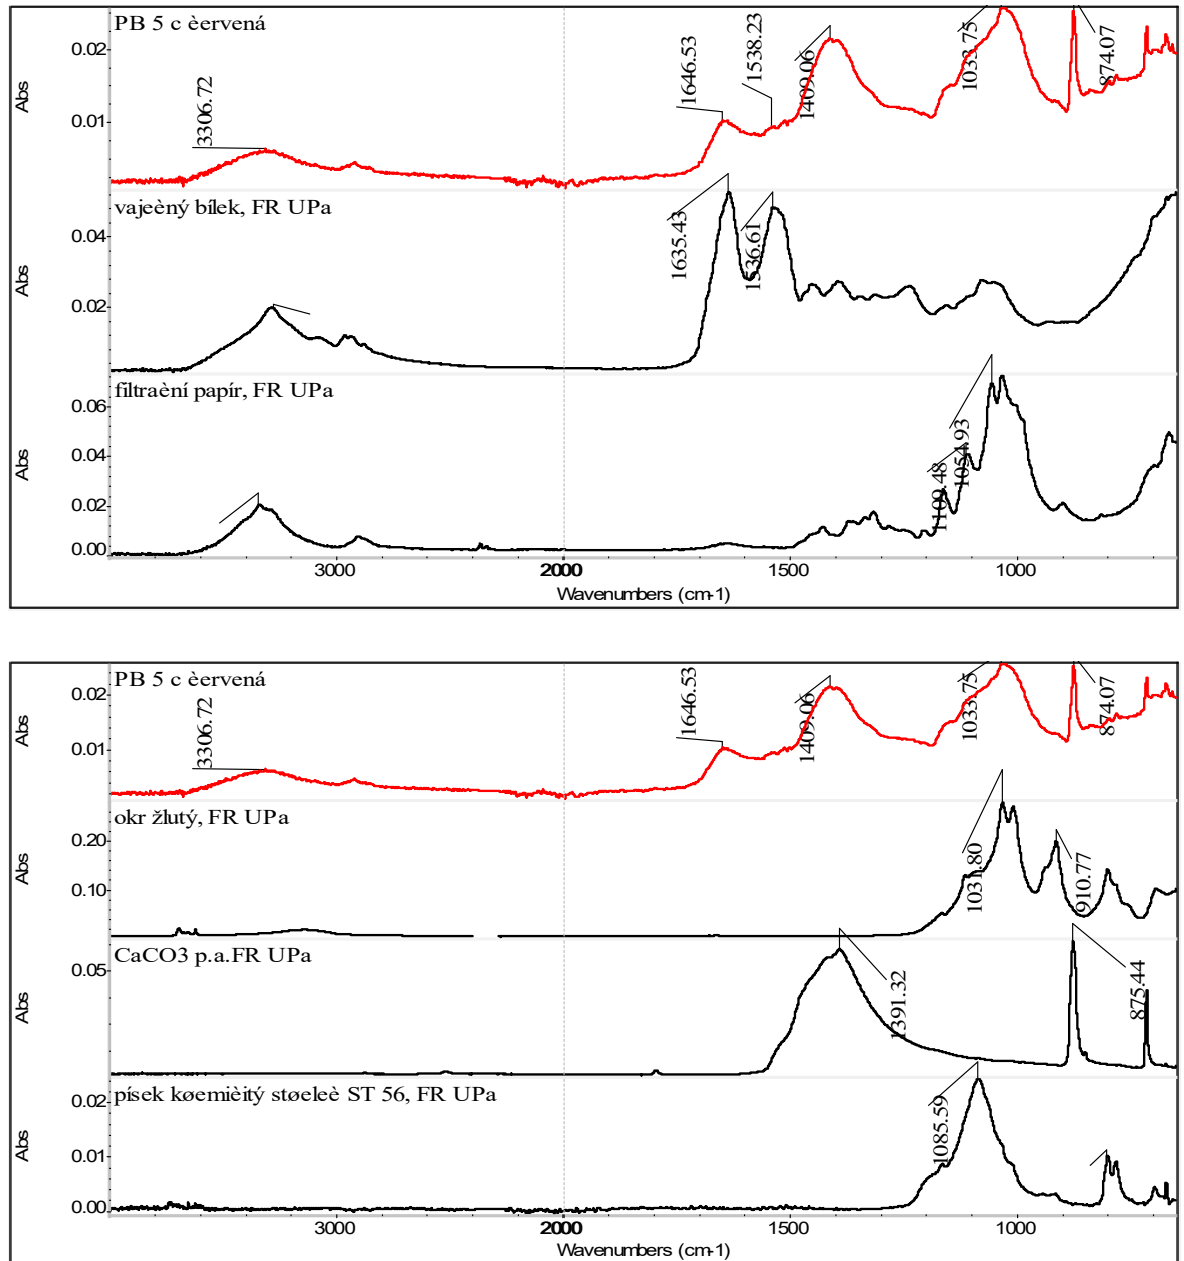 PB 5 c èervená
Abs
0.02
0.01
3306.72
1646.53
1538.23
1409.06
1033.75
874.07
vajeèný bílek, FR UPa
Abs
0.04
0.02
1635.43
1536.61
filtraèní papír, FR UPa
Abs
0.06
0.04
0.02
0.00
1109.48
1054.93
3000
2000
1500
1000
Wavenumbers (cm-1)
PB 5 c èervená
Abs
0.02
0.01
3306.72
1646.53
1409.06
1033.75
874.07
okr žlutý, FR UPa
Abs
0.20
0.10
1031.80
910.77
CaCO3 p.a.FR UPa
Abs
0.05
1391.32
875.44
písek køemièitý støeleè ST 56, FR UPa
Abs
0.02
0.01
0.00
1085.59
3000
2000
1500
1000
Wavenumbers (cm-1)